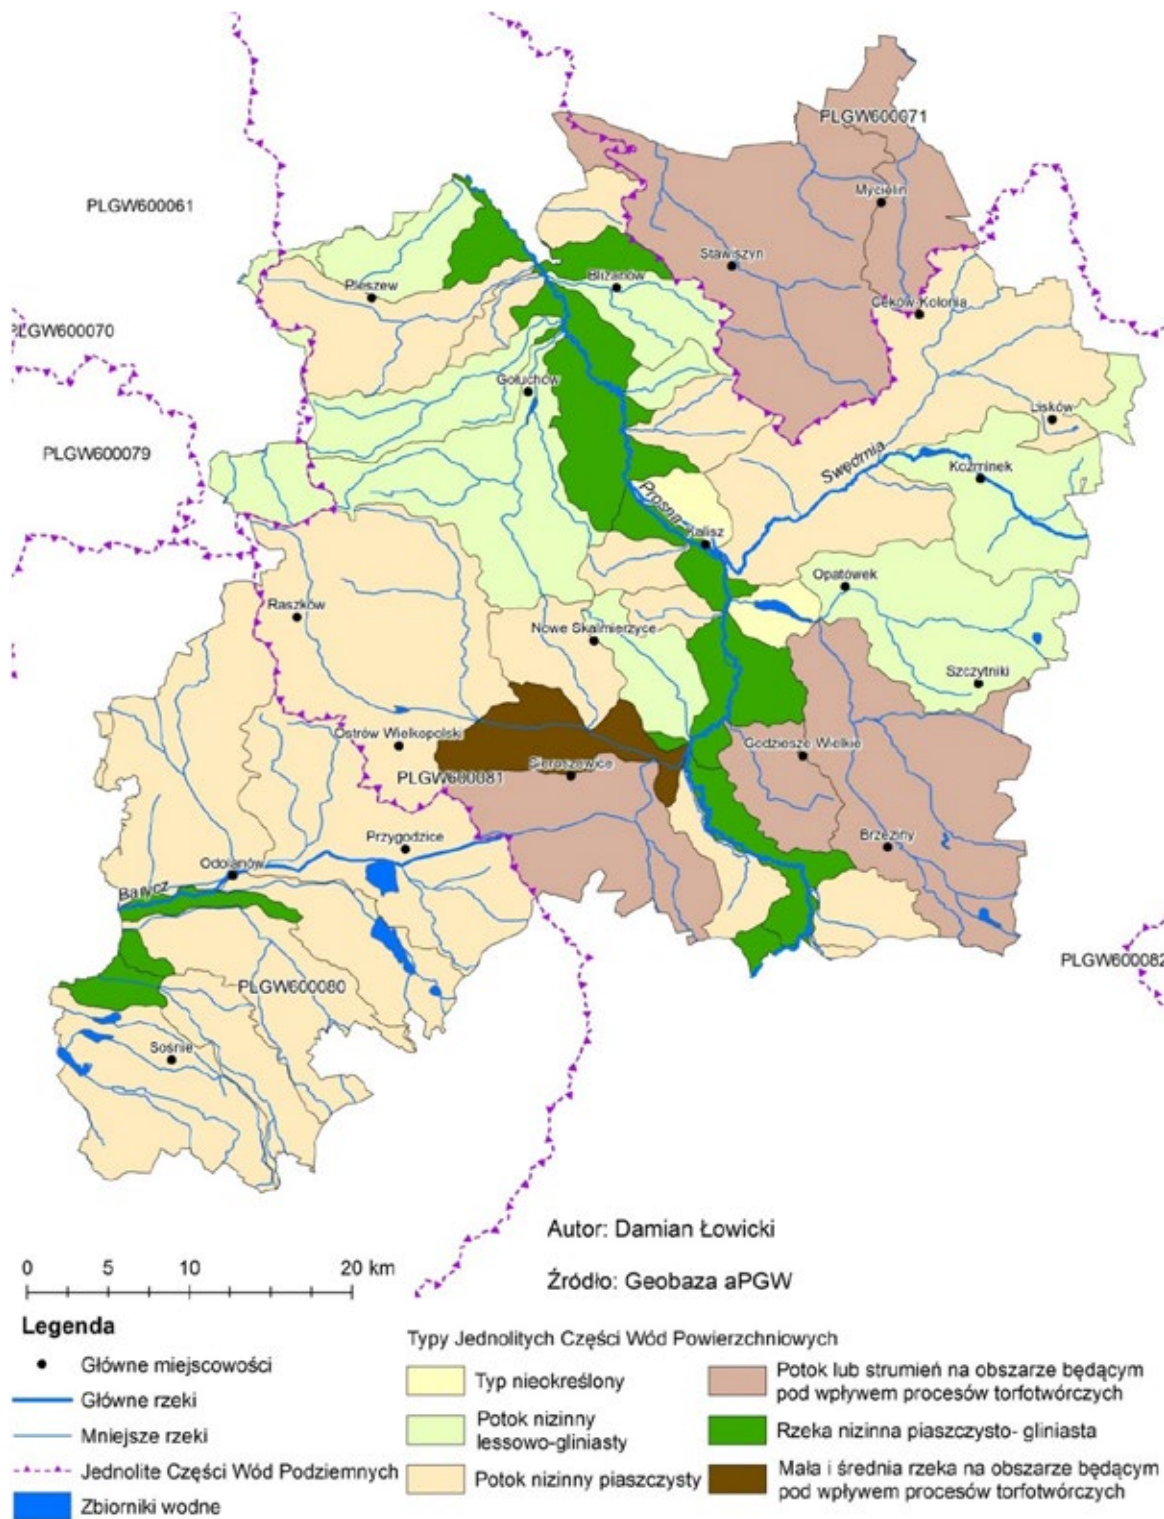 PLGW600071
Mycielin
PLGW600061
Stawiszyn
Blizanów
Pleszew
Ceków-Kolonia
PLGW600070
Gołuchów
Lisków
PLGW600079
Swędrnia
Koźminek
Prosna
Kalisz
Opatówek
Raszków
Nowe Skalmierzyce
Szczytniki
Ostrów Wielkopolski
Godziesze Wielkie
Sieroszewice
PLGW600081
Przygodzice
Brzeziny
Odolanów
Barycz
PLGW600082
PLGW600080
Sośnie
Autor: Damian Łowicki
Źródło: Geobaza aPGW
0 5 10 20 km
Legenda
Główne miejscowości
Główne rzeki
Mniejsze rzeki
Jednolite Części Wód Podziemnych
Zbiorniki wodne
Typy Jednolitych Części Wód Powierzchniowych
Typ nieokreślony
Potok nizinny
lessowo-gliniasty
Potok nizinny piaszczysty
Potok lub strumień na obszarze będącym
pod wpływem procesów torfotwórczych
Rzeka nizinna piaszczysto- gliniasta
Mała i średnia rzeka na obszarze będącym
pod wpływem procesów torfotwórczych